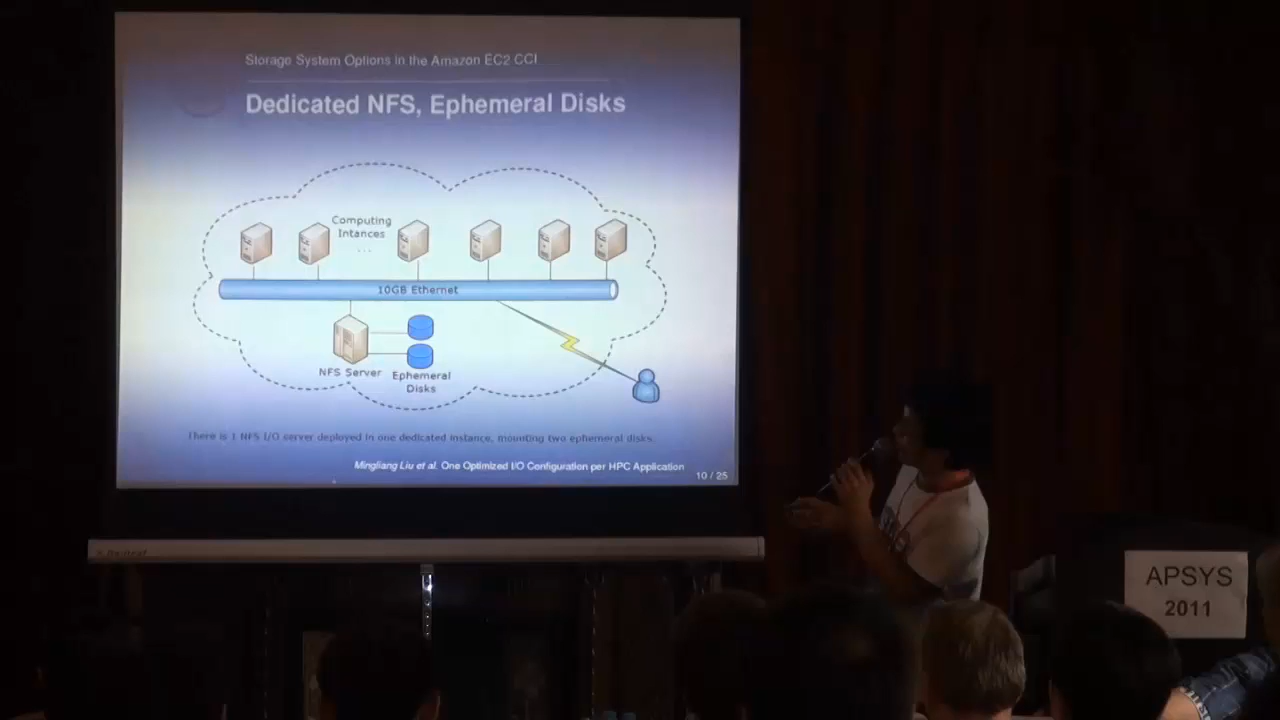 Storage System Options in the Amazon EC2 CCI
Dedicated NFS, Ephemeral Disks
Computing
Intances
...
10GB Ethernet
NFS Server
Ephemeral
Disks
There is 1 NFS I/O server deployed in one dedicated instance, mounting two ephemeral disks.
Mingliang Liu et al. One Optimized I/O Configuration per HPC Application
10 / 25
APSYS
2011